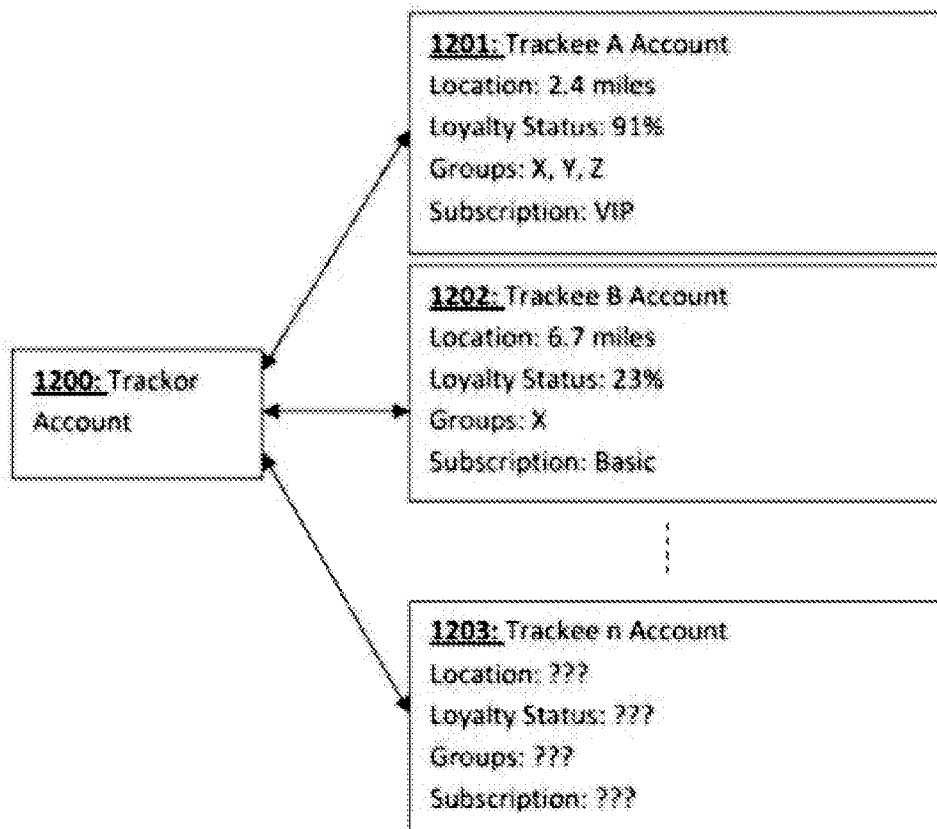 1201: Trackee A Account
Location: 2.4 miles
Loyalty Status: 91%
Groups: X, Y, Z
Subscription: VIP
1202: Trackee B Account
Location: 6.7 miles
Loyalty Status: 23%
Groups: X
Subscription: Basic
1200: Trackor
Account
1203: Trackee n Account
Location: ???
Loyalty Status: ???
Groups: ???
Subscription: ???